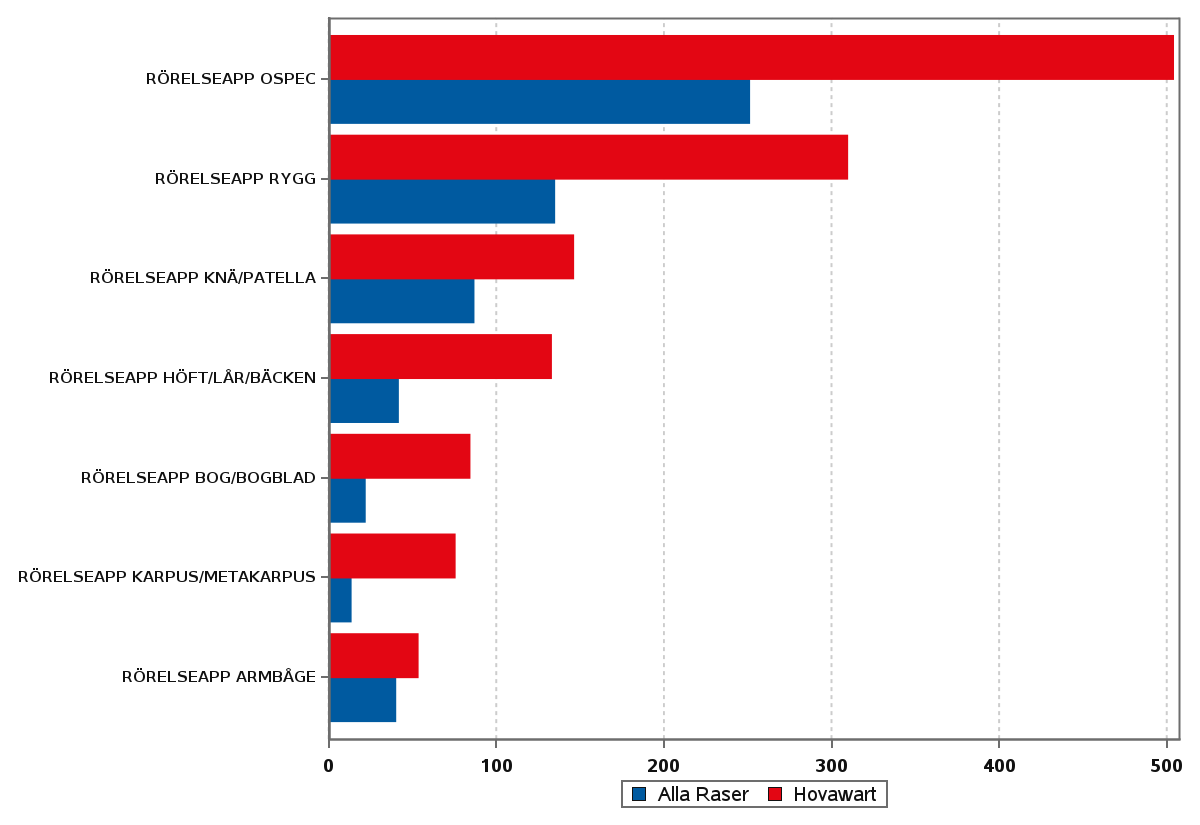 RÖRELSEAPP OSPEC
RÖRELSEAPP RYGG
RÖRELSEAPP KNÄ/PATELLA
RÖRELSEAPP HÖFT/LÅR/BÄCKEN
RÖRELSEAPP BOG/BOGBLAD
RÖRELSEAPP KARPUS/METAKARPUS
RÖRELSEAPP ARMBÅGE
0 100 200 300 400 500
Alla Raser Hovawart